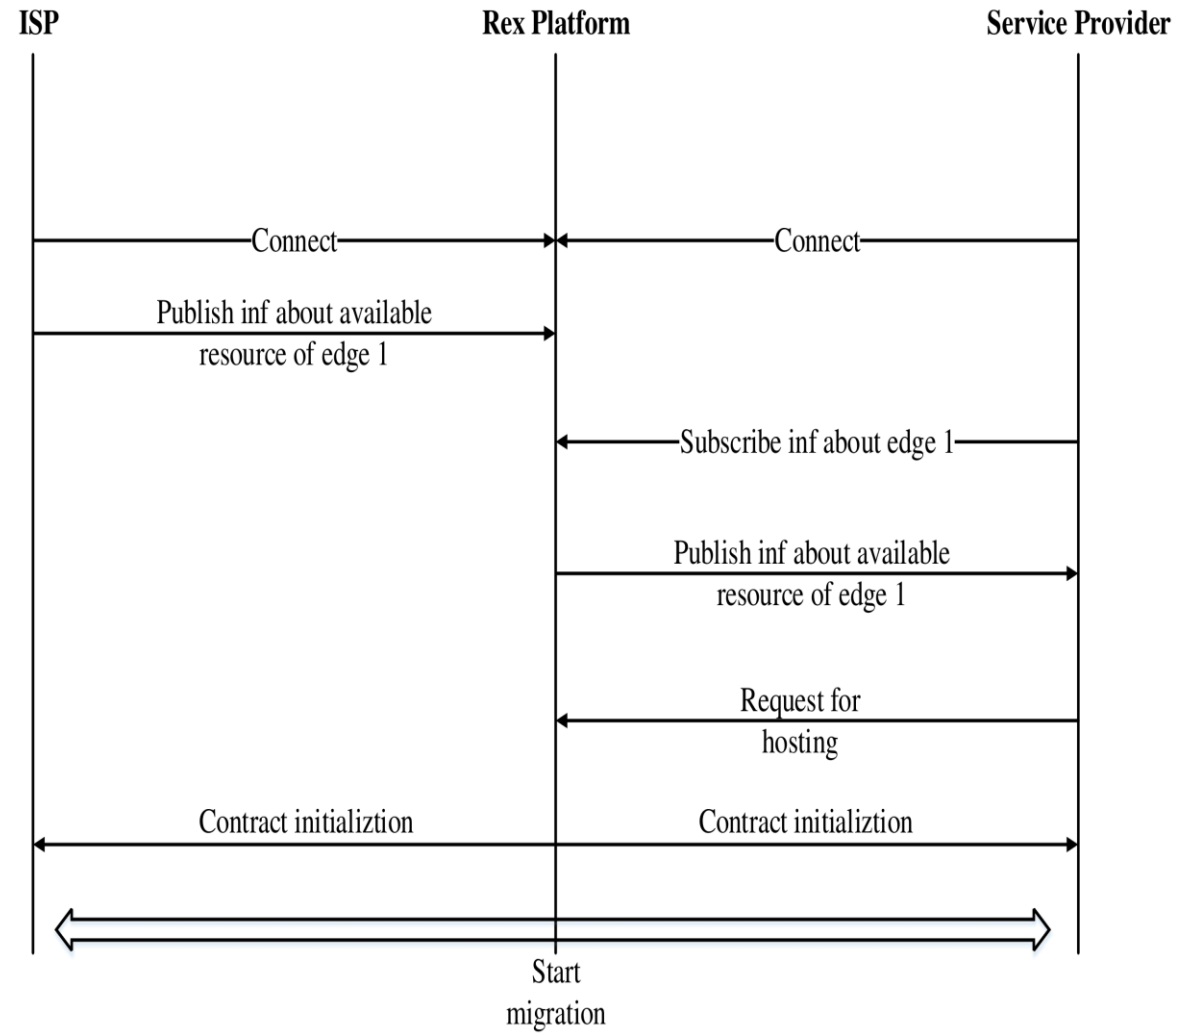 ISP
Rex Platform
Service Provider
Connect
Connect
Publish inf about available
resource of edge 1
Subscribe inf about edge 1
Publish inf about available
resource of edge 1
Request for
hosting
Contract initializtion
Contract initializtion
Start
migration